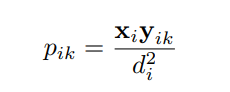 $p_{ik} = \frac{\mathbf{x}_i \mathbf{y}_{ik}}{d_i^2}$